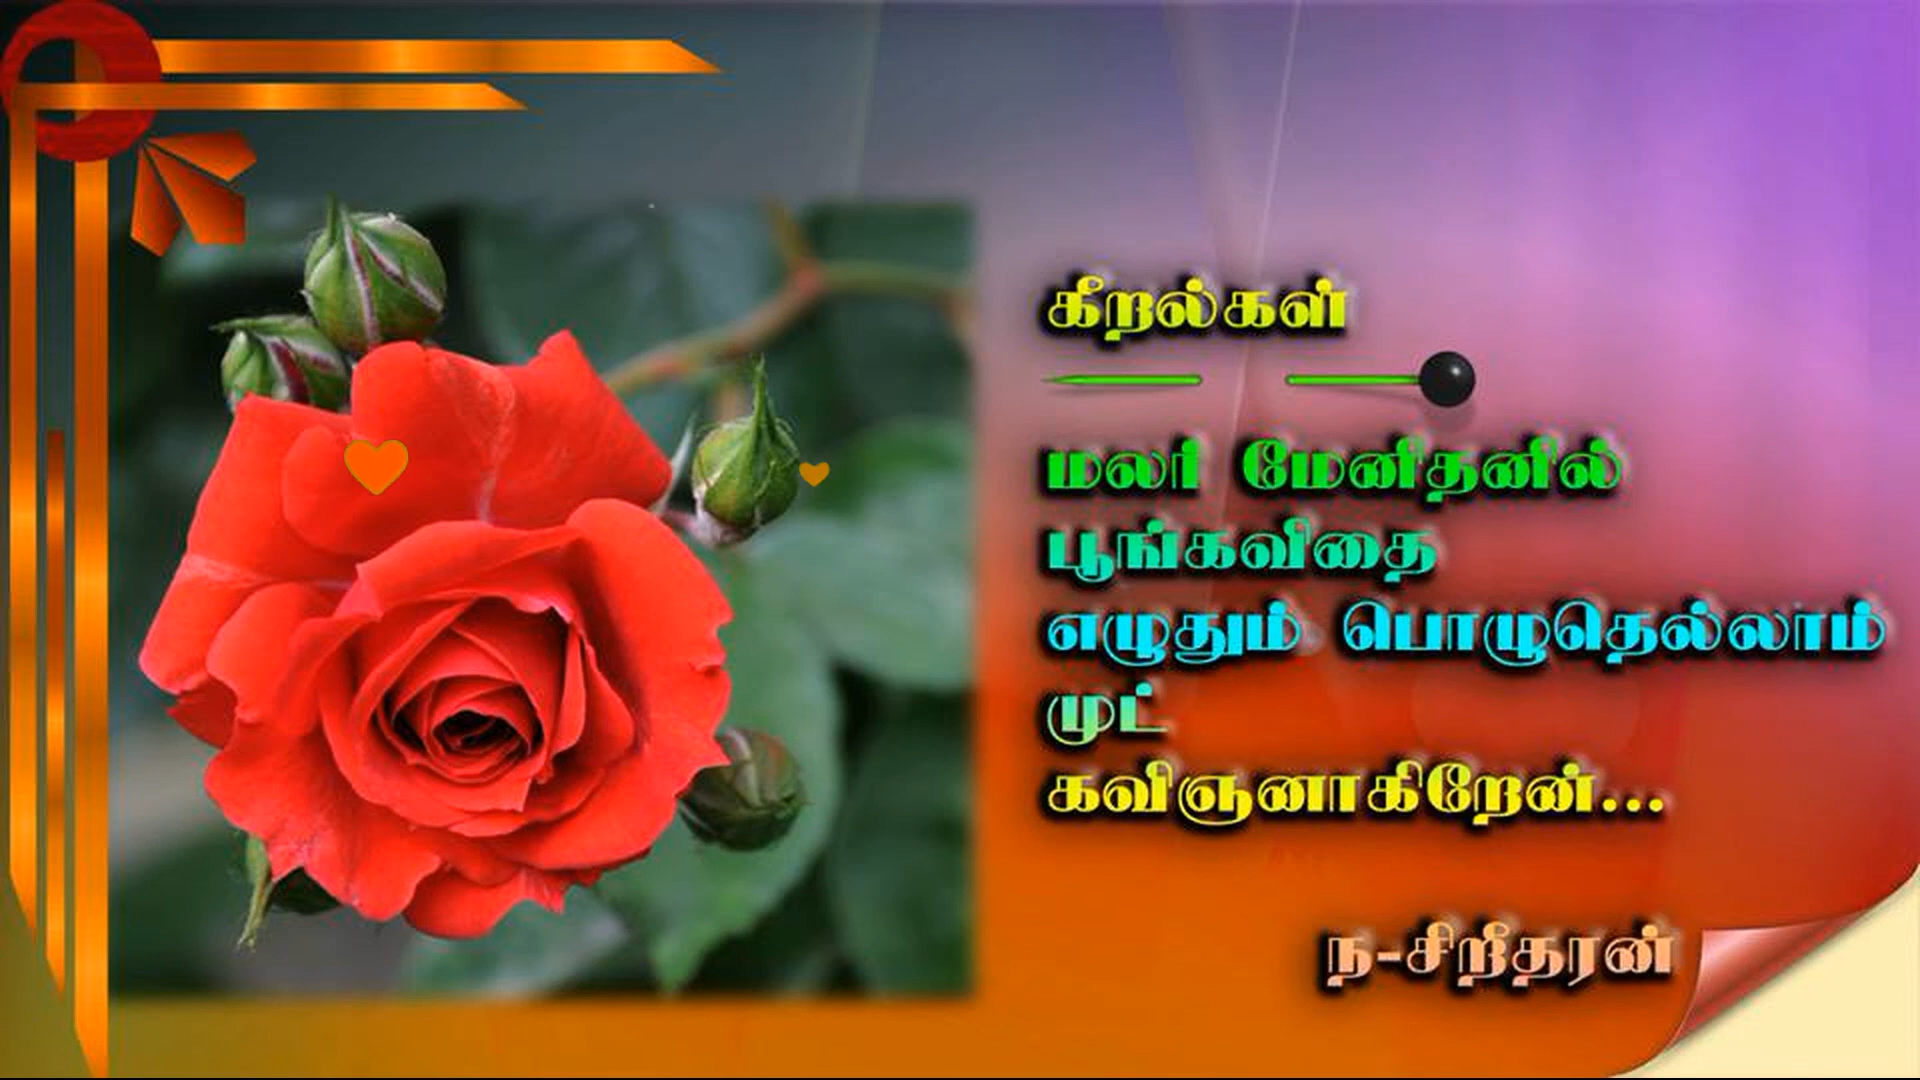 கீறல்கள்
மலர் மேனிதனில்
பூங்கவிதை
எழுதும் பொழுதெல்லாம்
முட்
கவிஞனாகிறேன்...
ந-சிறீதரன்